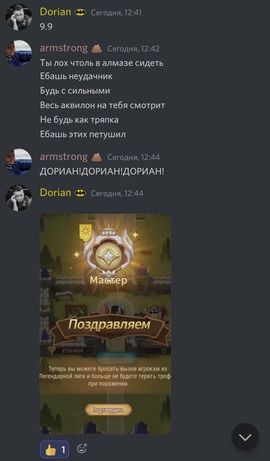 Dorian Сегодня, 12:41
9.9
armstrong Сегодня, 12:42
Ты лох чтоль в алмазе сидеть
Ебашь неудачник
Будь с сильными
Весь аквилон на тебя смотрит
Не будь как тряпка
Ебашь этих петушил
armstrong Сегодня, 12:44
ДОРИАН!ДОРИАН!ДОРИАН!
Dorian Сегодня, 12:44
Мастер
Поздравляем
Теперь вы можете бросать вызов игрокам из
Легендарной лиги и больше не будете терять троф
при поражении.
Подтвердить
1